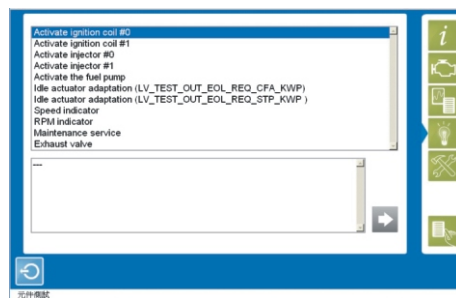 Activate ignition coil #0
Activate ignition coil #1
Activate injector #0
Activate injector #1
Activate the fuel pump
Idle actuator adaptation (LV_TEST_OUT_EOL_REQ_CFA_KWP)
Idle actuator adaptation (LV_TEST_OUT_EOL_REQ_STP_KWP )
Speed indicator
RPM indicator
Maintenance service
Exhaust valve
---
i
元件測試